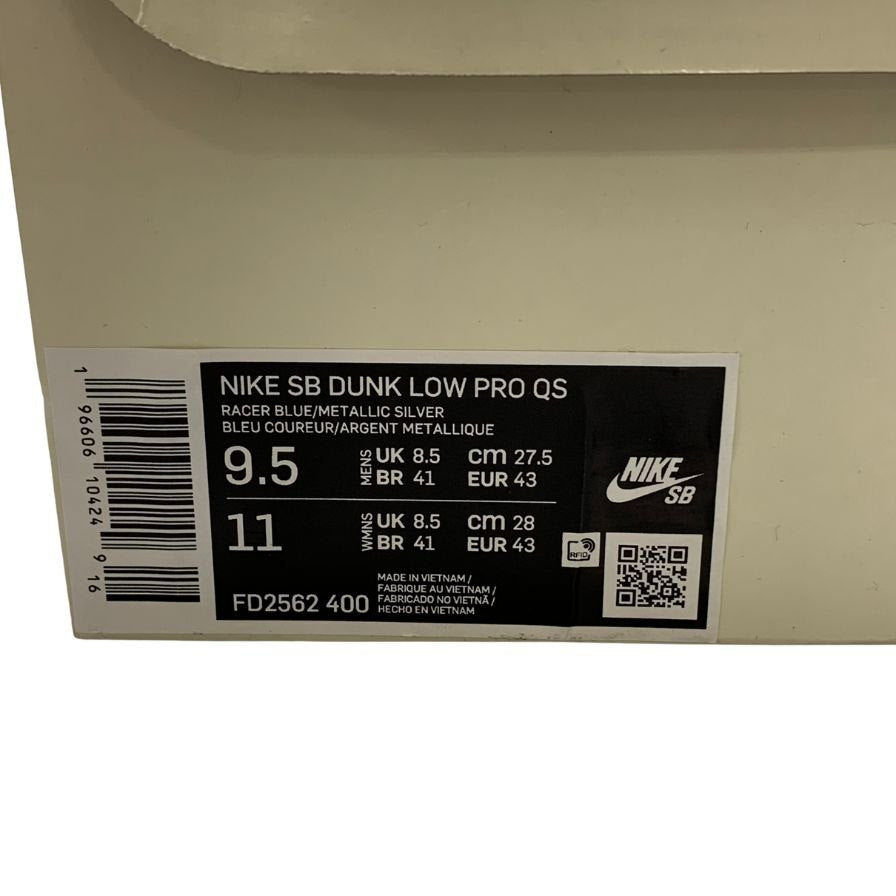 NIKE SB DUNK LOW PRO QS
RACER BLUE/METALLIC SILVER
BLEU COUREUR/ARGENT METALLIQUE
9.5 MENS UK 8.5 cm 27.5
BR 41 EUR 43
11 WMNS UK 8.5 cm 28
BR 41 EUR 43
FD2562 400
MADE IN VIETNAM /
FABRIQUE AU VIETNAM /
FABRICADO NO VIETNÃ /
HECHO EN VIETNAM
1 96606 10424 9 16
NIKE
SB
RFID